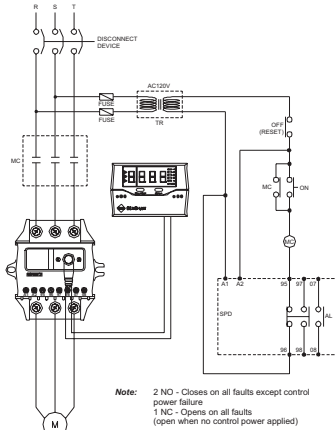 R S T
DISCONNECT
DEVICE
AC120V
FUSE
FUSE
TR
OFF
(RESET)
MC
MC
ON
MC
A1 A2 95 97 07
SPD
AL
96 98 08
M
Note: 2 NO - Closes on all faults except control
power failure
1 NC - Opens on all faults
(open when no control power applied)